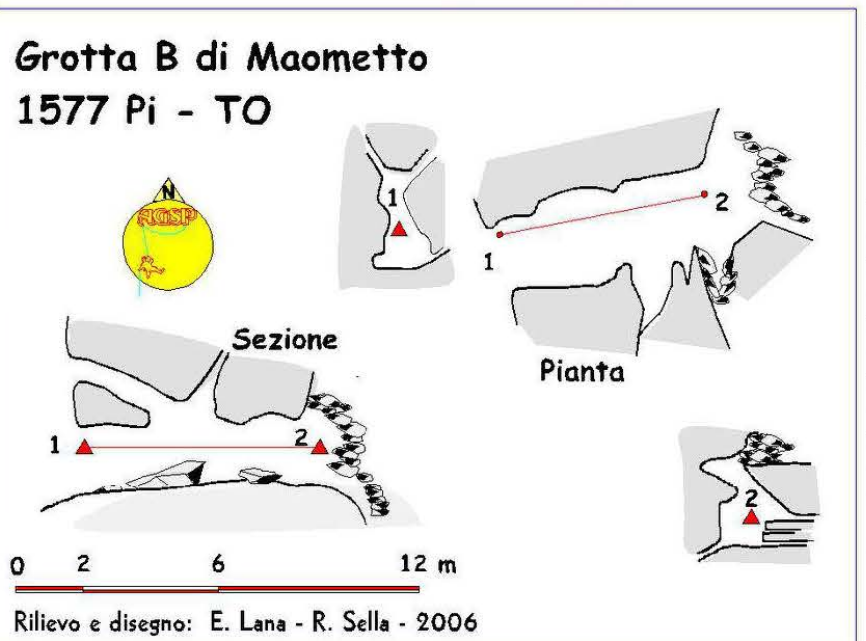 Grotta B di Maometto
1577 Pi - TO
N
AGSP
1
1
2
Pianta
Sezione
1
2
2
0 2 6 12 m
Rilievo e disegno: E. Lana - R. Sella - 2006